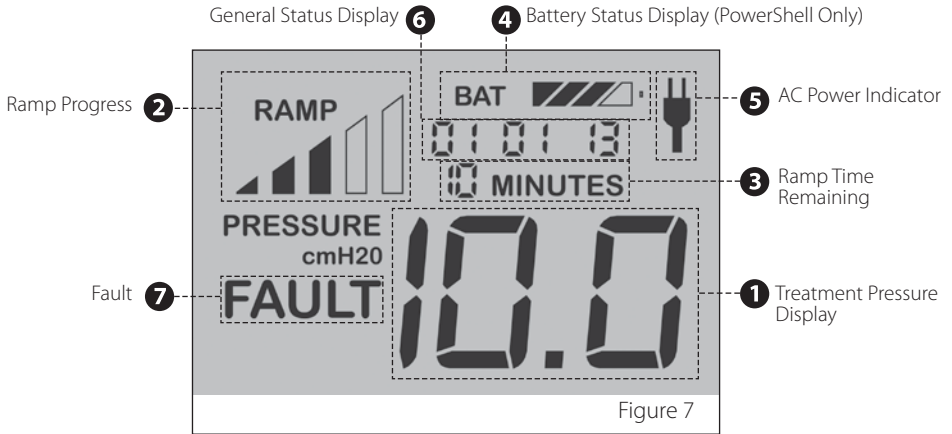 General Status Display 6
4 Battery Status Display (PowerShell Only)
Ramp Progress 2
RAMP
BAT
5 AC Power Indicator
01 01 13
10 MINUTES
3 Ramp Time
Remaining
PRESSURE
cmH20
Fault 7
FAULT
10.0
1 Treatment Pressure
Display
Figure 7